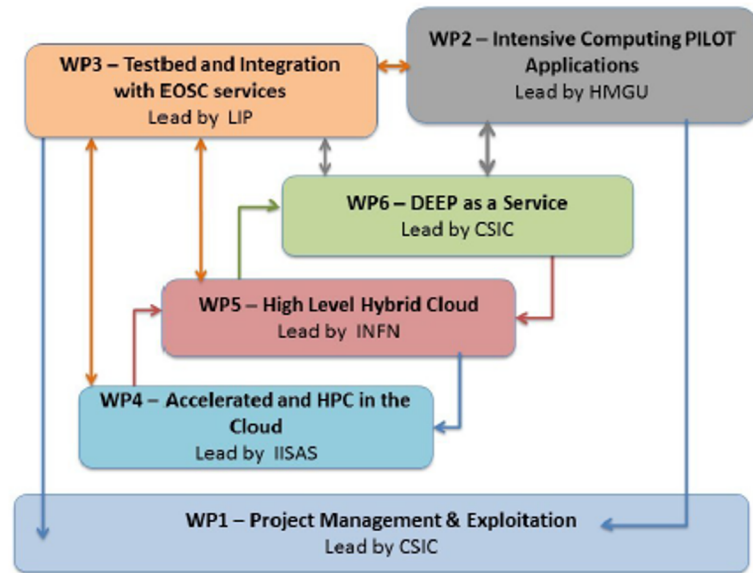 WP3 – Testbed and Integration
with EOSC services
Lead by LIP
WP2 – Intensive Computing PILOT
Applications
Lead by HMGU
WP6 – DEEP as a Service
Lead by CSIC
WP5 – High Level Hybrid Cloud
Lead by INFN
WP4 – Accelerated and HPC in the
Cloud
Lead by IISAS
WP1 – Project Management & Exploitation
Lead by CSIC